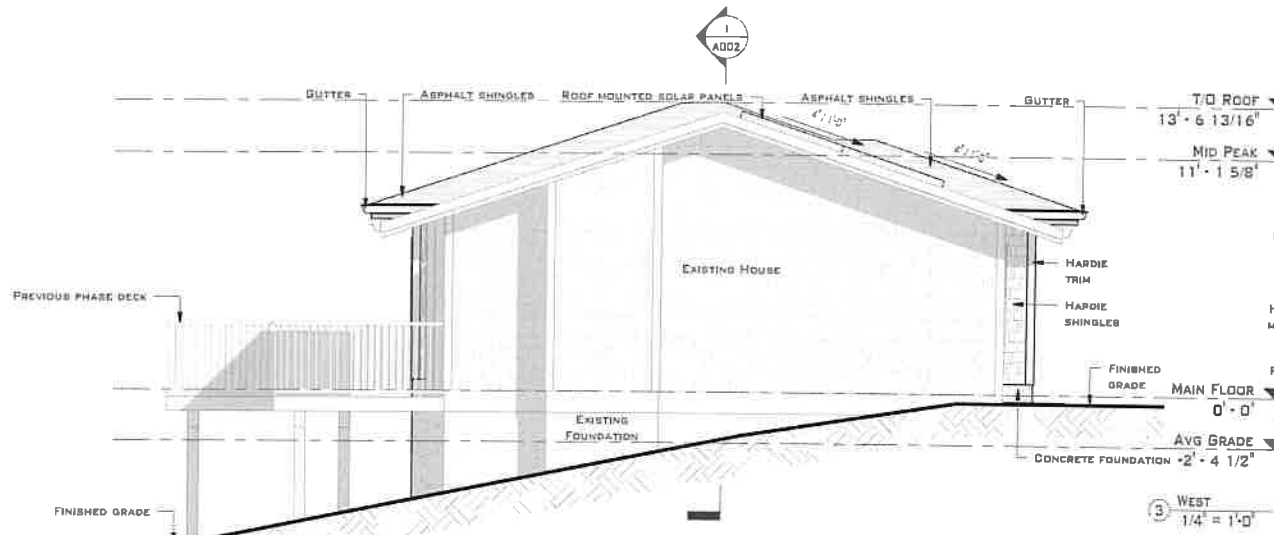 1
A002
GUTTER
ASPHALT SHINGLES
ROOF MOUNTED SOLAR PANELS
ASPHALT SHINGLES
GUTTER
T/O ROOF
13' - 6 13/16"
MID PEAK
11' - 1 5/8"
EXISTING HOUSE
HARDIE
TRIM
PREVIOUS PHASE DECK
HARDIE
SHINGLES
FINISHED
GRADE
MAIN FLOOR
0' - 0"
EXISTING
FOUNDATION
AVG GRADE
-2' - 4 1/2"
CONCRETE FOUNDATION
FINISHED GRADE
3
WEST
1/4" = 1'-0"